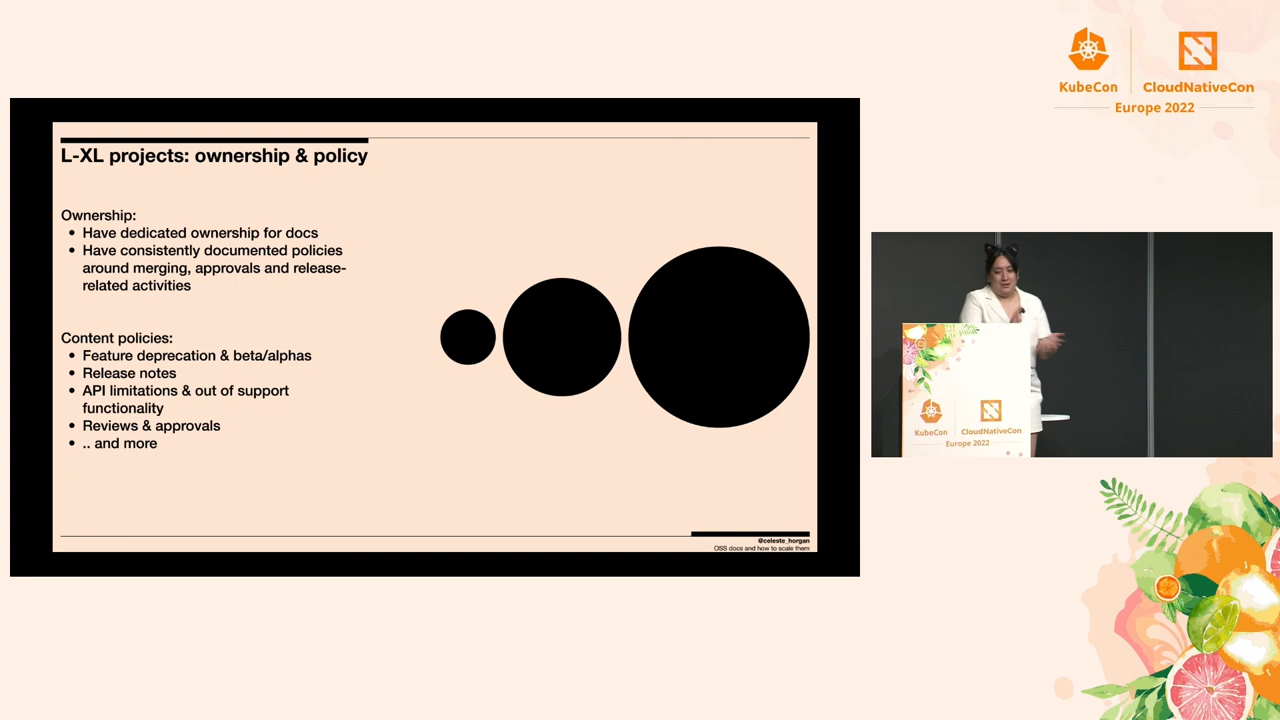 KubeCon
CloudNativeCon
Europe 2022
L-XL projects: ownership & policy
Ownership:
• Have dedicated ownership for docs
• Have consistently documented policies
around merging, approvals and release-
related activities
Content policies:
• Feature deprecation & beta/alphas
• Release notes
• API limitations & out of support
functionality
• Reviews & approvals
• .. and more
@celeste_horgan
OSS docs and how to scale them
KubeCon
CloudNativeCon
Europe 2022